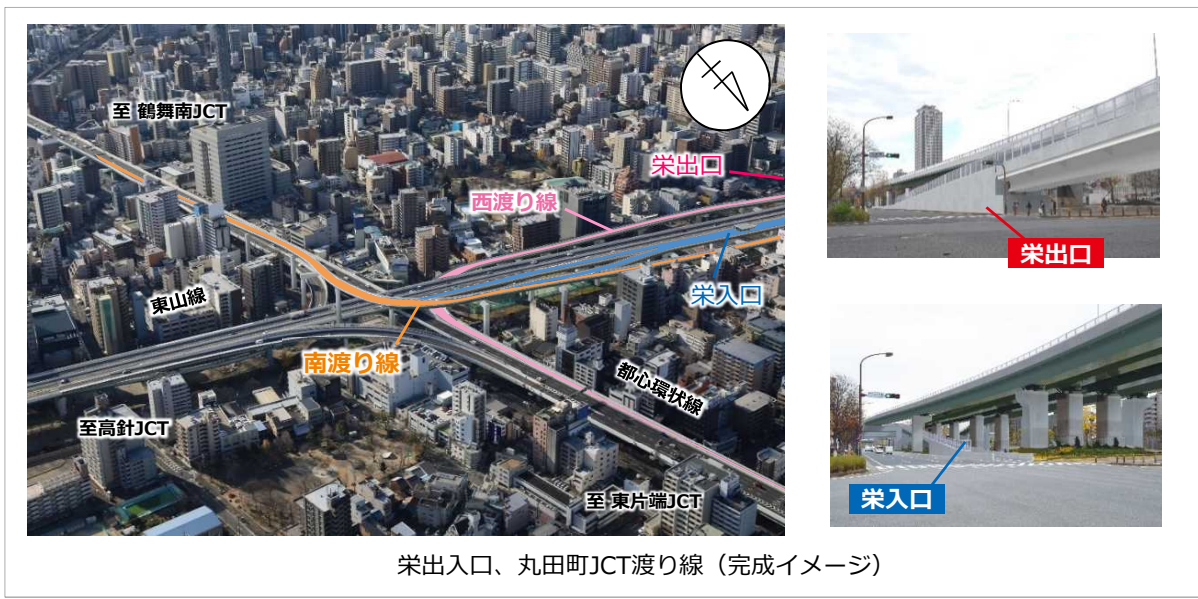 至 鶴舞南JCT
栄出口
西渡り線
栄入口
東山線
南渡り線
都心環状線
至高針JCT
至 東片端JCT
栄出口
栄入口
栄出入口、丸田町JCT渡り線（完成イメージ）